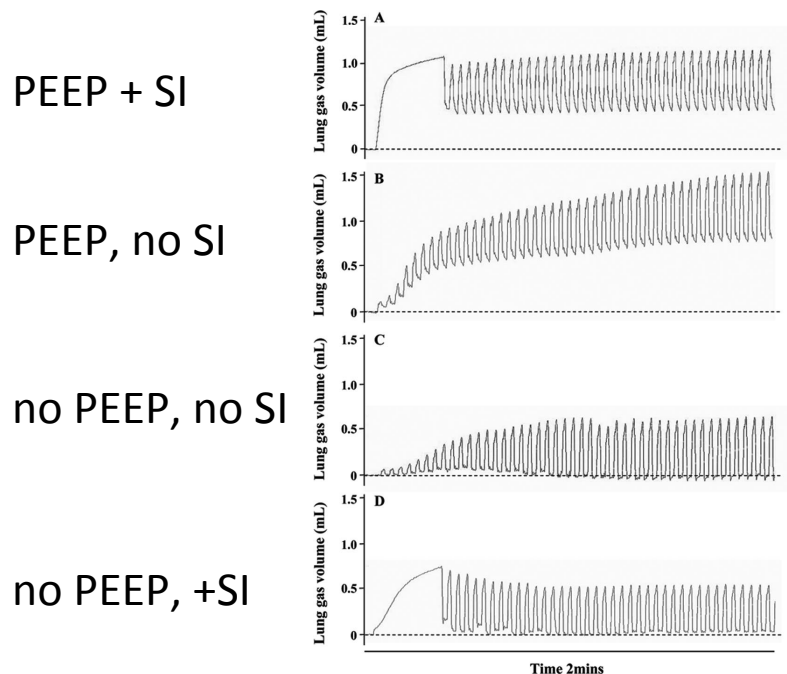 PEEP + SI
A
Lung gas volume (mL)
1.5
1.0
0.5
0
PEEP, no SI
B
Lung gas volume (mL)
1.5
1.0
0.5
0
no PEEP, no SI
C
Lung gas volume (mL)
1.5
1.0
0.5
0
no PEEP, +SI
D
Lung gas volume (mL)
1.5
1.0
0.5
0
Time 2mins